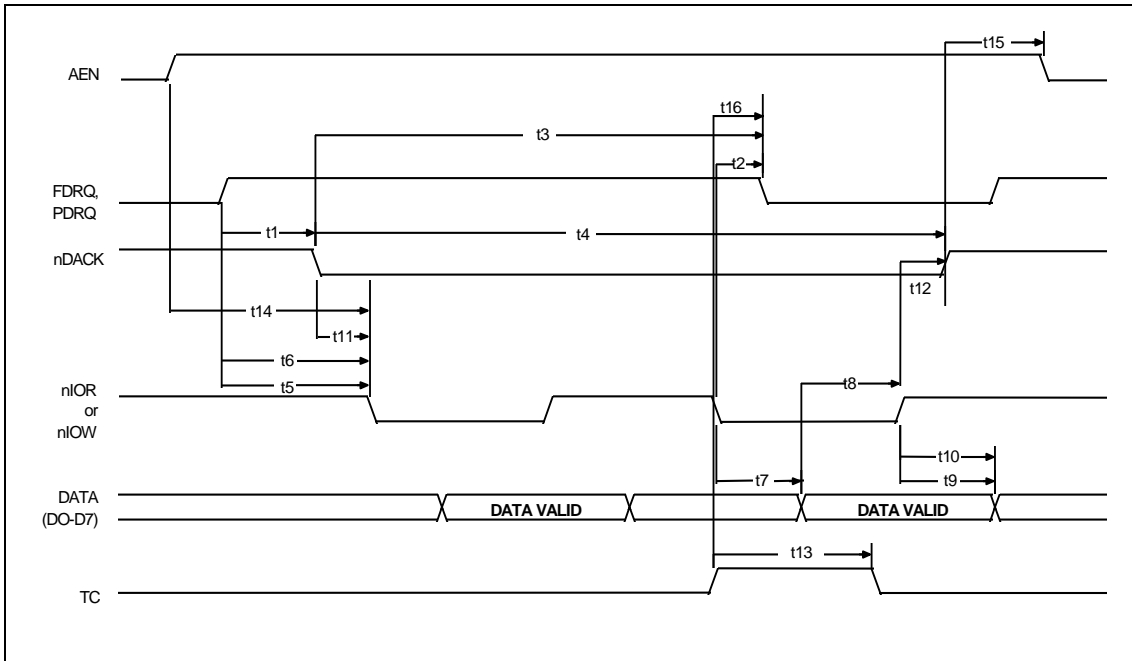 t15
AEN
t16
t3
t2
FDRQ,
PDRQ
t1
t4
nDACK
t12
t14
t11
t6
t5
t8
nIOR
or
nIOW
t10
t7
t9
DATA
(DO-D7)
DATA VALID
DATA VALID
t13
TC